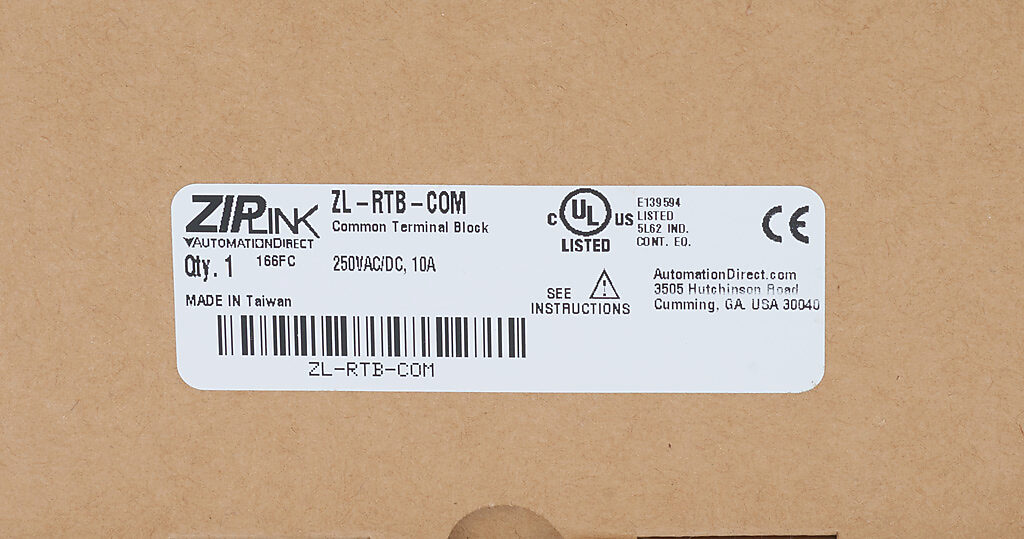 ZIPLINK
AUTOMATIONDIRECT
ZL-RTB-COM
Common Terminal Block
Qty. 1 166FC
250VAC/DC, 10A
MADE IN Taiwan
ZL-RTB-COM
C UL US
LISTED
E139594
LISTED
5L62 IND.
CONT. EQ.
CE
SEE
INSTRUCTIONS
AutomationDirect.com
3505 Hutchinson Road
Cumming, GA. USA 30040